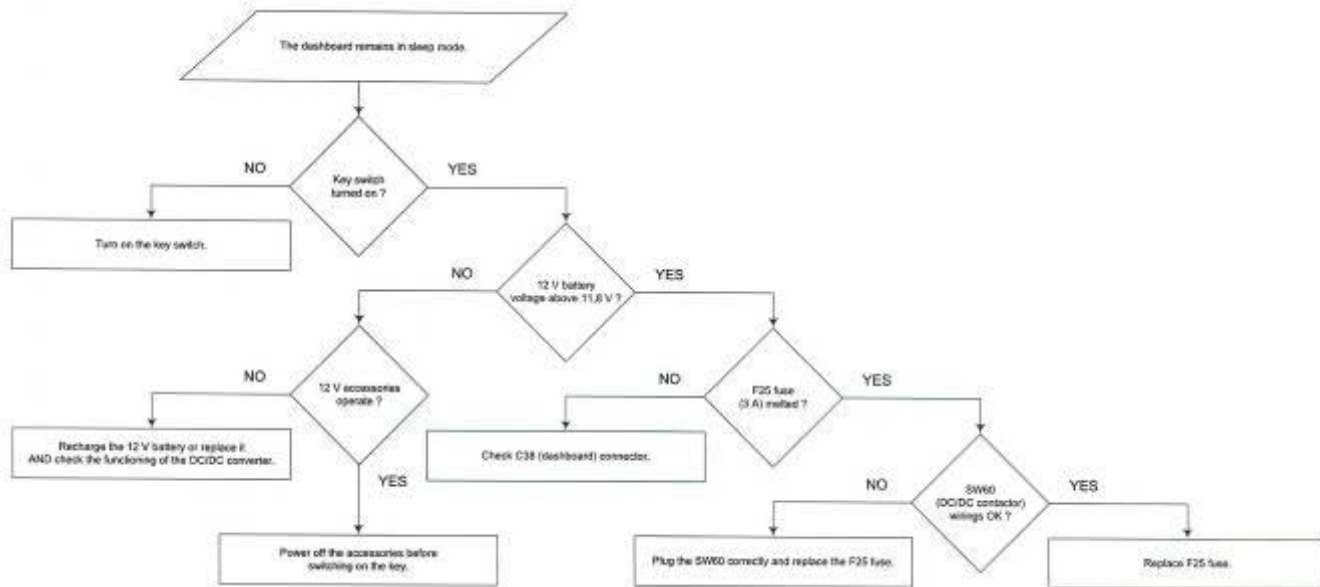 The dashboard remains in sleep mode.
NO
YES
Key switch
turned on ?
Turn on the key switch.
NO
YES
12 V battery
voltage above 11,8 V ?
NO
12 V accessories
operate ?
NO
YES
F25 fuse
(3 A) melted ?
Recharge the 12 V battery or replace it
AND check the functioning of the DC/DC converter.
Check C38 (dashboard) connector.
YES
NO
YES
SW60
(DC/DC contactor)
wirings OK ?
Power off the accessories before
switching on the key.
Plug the SW60 correctly and replace the F25 fuse.
Replace F25 fuse.